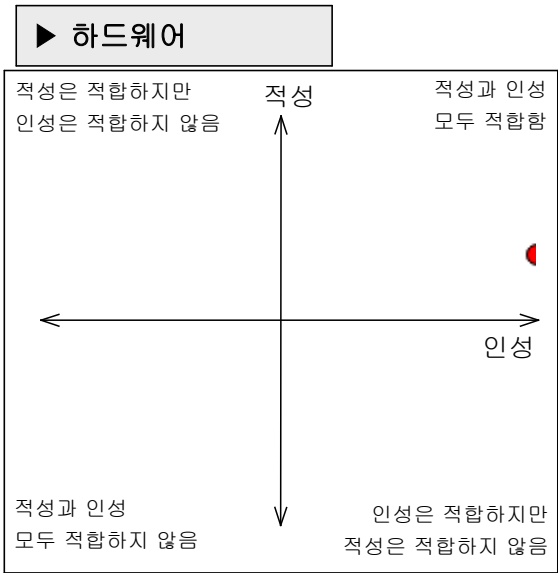 ▶ 하드웨어
적성은 적합하지만
인성은 적합하지 않음
적성
적성과 인성
모두 적합함
인성
적성과 인성
모두 적합하지 않음
인성은 적합하지만
적성은 적합하지 않음